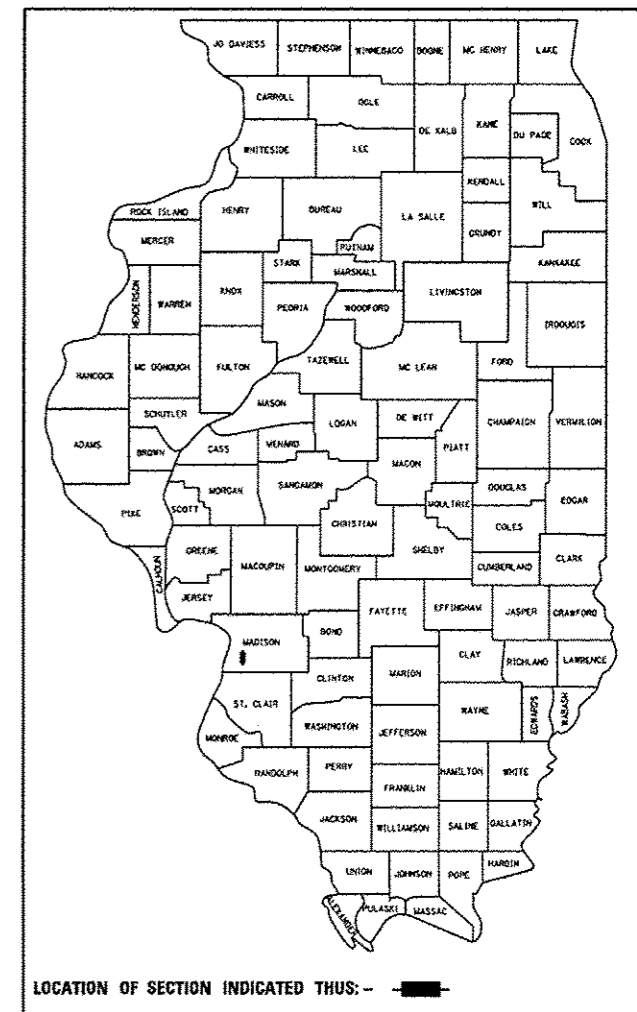 JO DAVIESS STEPHENSON WINNEBAGO BOONE MC HENRY LAKE
CARROLL OGLE DE KALB KANE DU PAGE COOK
WHITESIDE LEE
KENDALL WILL
ROCK ISLAND HENRY BUREAU LA SALLE GRUNDY
MERCER PUTNAM KANKAKEE
STARK MARSHALL
HENDERSON WARREN KNOX PEORIA WOODFORD LIVINGSTON IROQUOIS
HANCOCK MC DONOUGH FULTON TAZEWELL MC LEAN FORD
SCHUYLER MASON
ADAMS BROWN CASS MENARD LOGAN DE WITT PIATT CHAMPAIGN VERMILION
MACON
PIKE SCOTT MORGAN SANGAMON MOULTRIE DOUGLAS EDGAR
CHRISTIAN COLES
CALHOUN GREENE MACOUPIN MONTGOMERY SHELBY CUMBERLAND CLARK
JERSEY FAYETTE EFFINGHAM JASPER CRAWFORD
MADISON BOND
CLAY RICHLAND LAWRENCE
CLINTON MARION
ST. CLAIR WAYNE EDWARDS WABASH
WASHINGTON JEFFERSON
MONROE
RANDOLPH PERRY HAMILTON WHITE
FRANKLIN
JACKSON WILLIAMSON SALINE GALLATIN
UNION JOHNSON POPE HARDIN
ALEXANDER PULASKI MASSAC
LOCATION OF SECTION INDICATED THUS: -